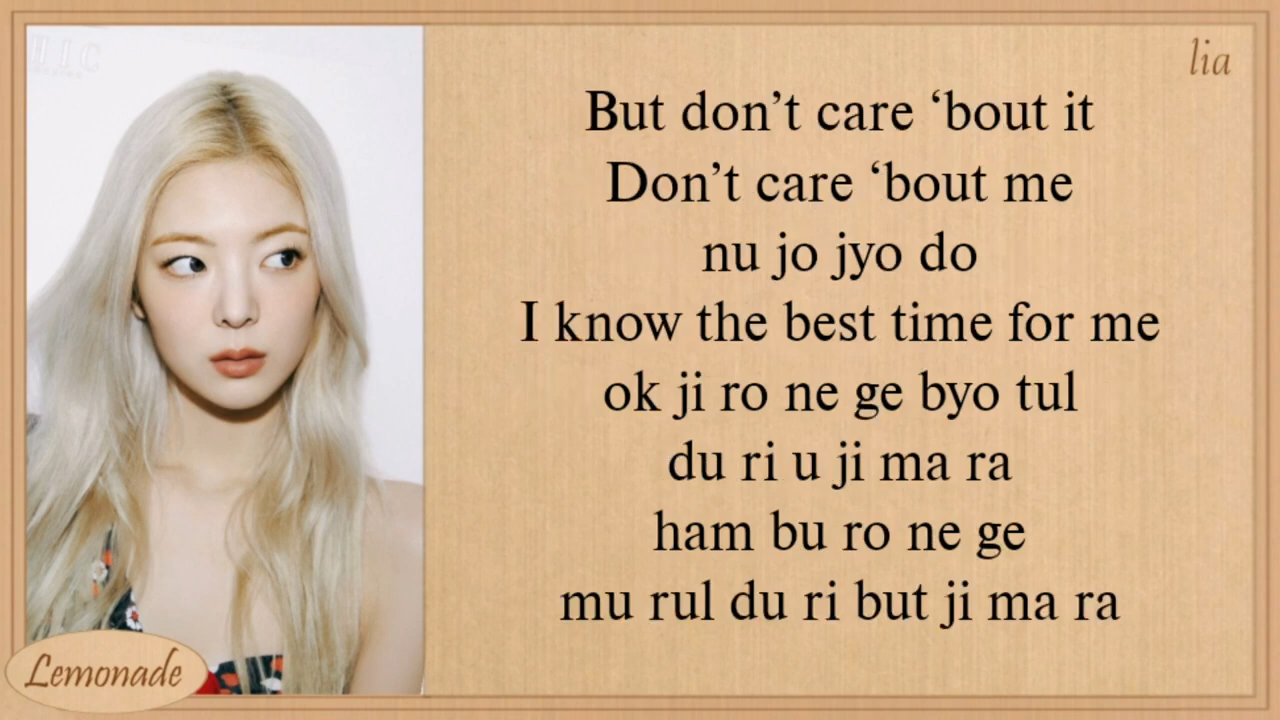 lia
But don’t care ‘bout it
Don’t care ‘bout me
nu jo jyo do
I know the best time for me
ok ji ro ne ge byo tul
du ri u ji ma ra
ham bu ro ne ge
mu rul du ri but ji ma ra
Lemonade